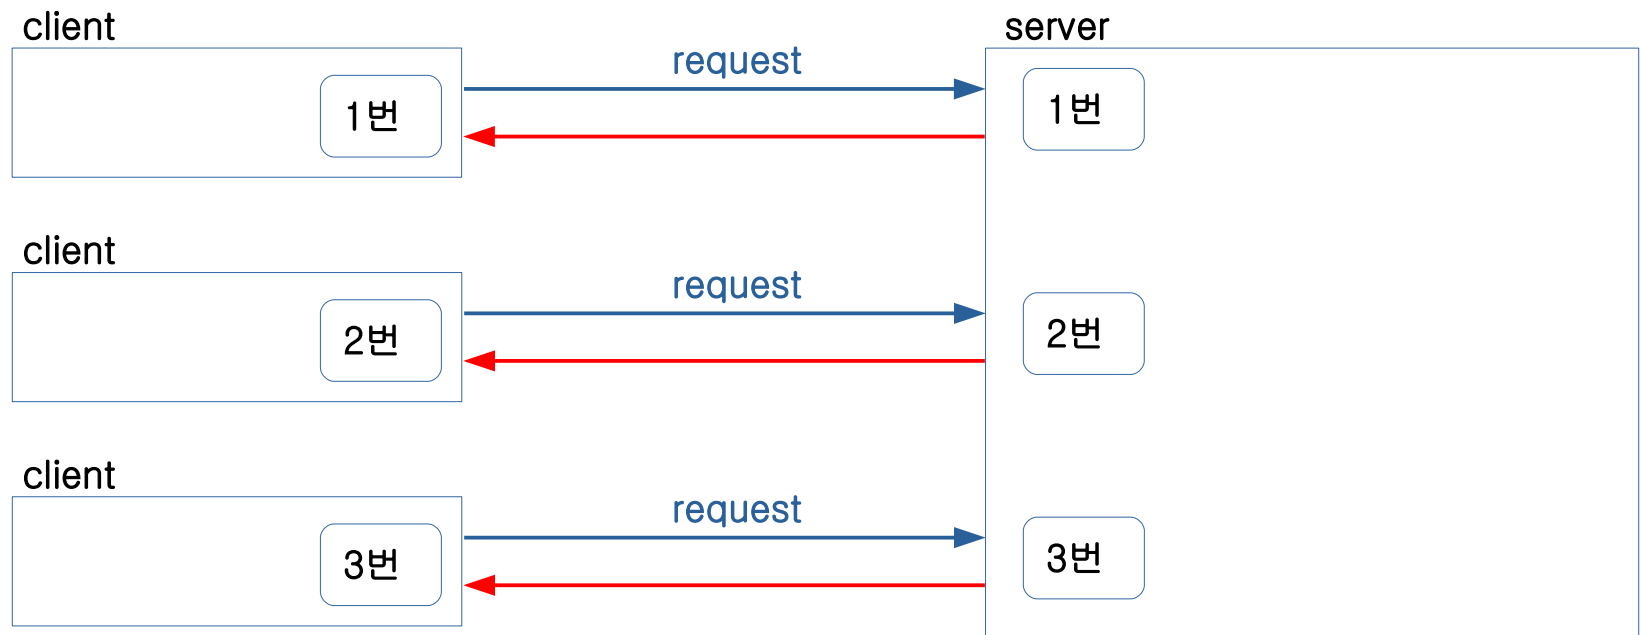 client
server
request
1번
1번
client
request
2번
2번
client
request
3번
3번